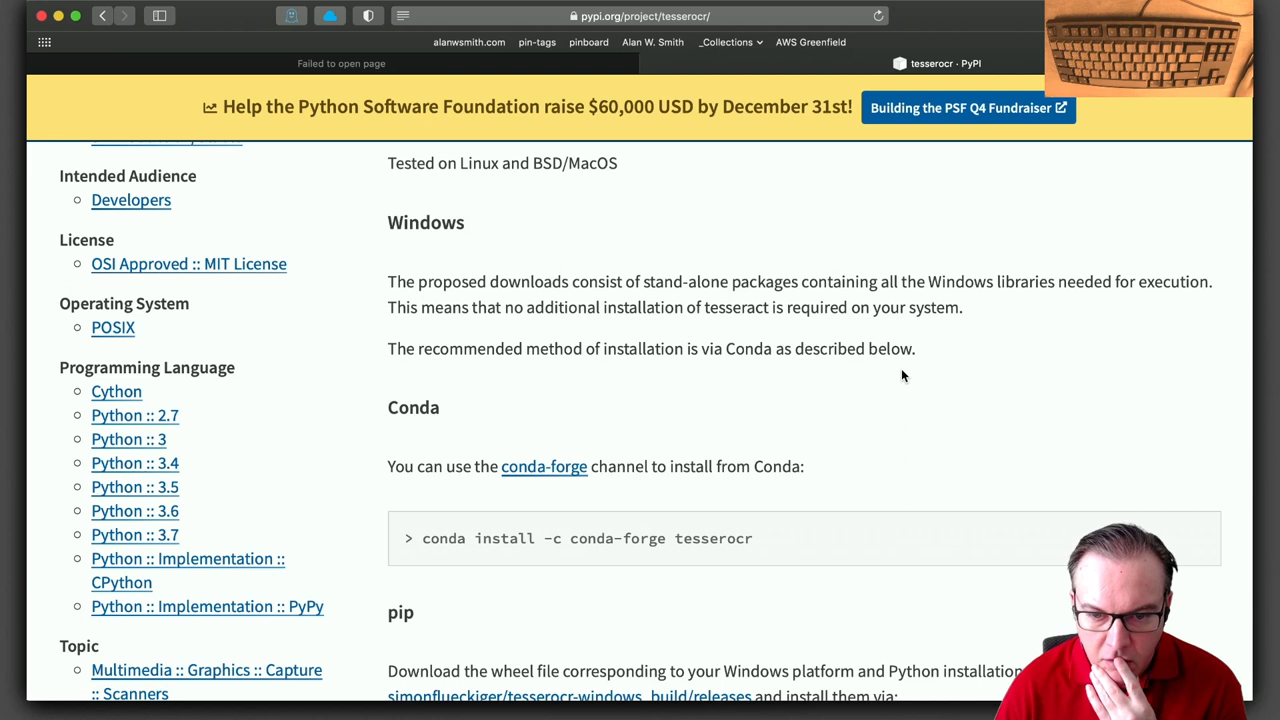 pypi.org/project/tesserocr/
alanwsmith.com pin-tags pinboard Alan W. Smith _Collections AWS Greenfield
Failed to open page
tesserocr · PyPI
Help the Python Software Foundation raise $60,000 USD by December 31st!
Building the PSF Q4 Fundraiser
Intended Audience
Developers
License
OSI Approved :: MIT License
Operating System
POSIX
Programming Language
Cython
Python :: 2.7
Python :: 3
Python :: 3.4
Python :: 3.5
Python :: 3.6
Python :: 3.7
Python :: Implementation ::
CPython
Python :: Implementation :: PyPy
Topic
Multimedia :: Graphics :: Capture
:: Scanners
Tested on Linux and BSD/MacOS
Windows
The proposed downloads consist of stand-alone packages containing all the Windows libraries needed for execution.
This means that no additional installation of tesseract is required on your system.
The recommended method of installation is via Conda as described below.
Conda
You can use the conda-forge channel to install from Conda:
> conda install -c conda-forge tesserocr
pip
Download the wheel file corresponding to your Windows platform and Python installation
simonflueckiger/tesserocr-windows_build/releases and install them via: